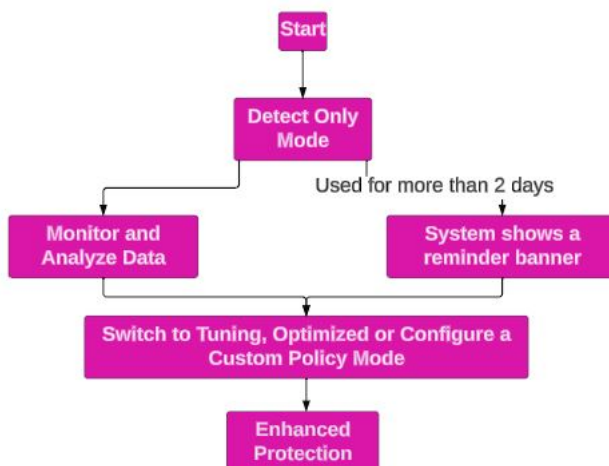 Start
Detect Only
Mode
Used for more than 2 days
Monitor and
Analyze Data
System shows a
reminder banner
Switch to Tuning, Optimized or Configure a
Custom Policy Mode
Enhanced
Protection